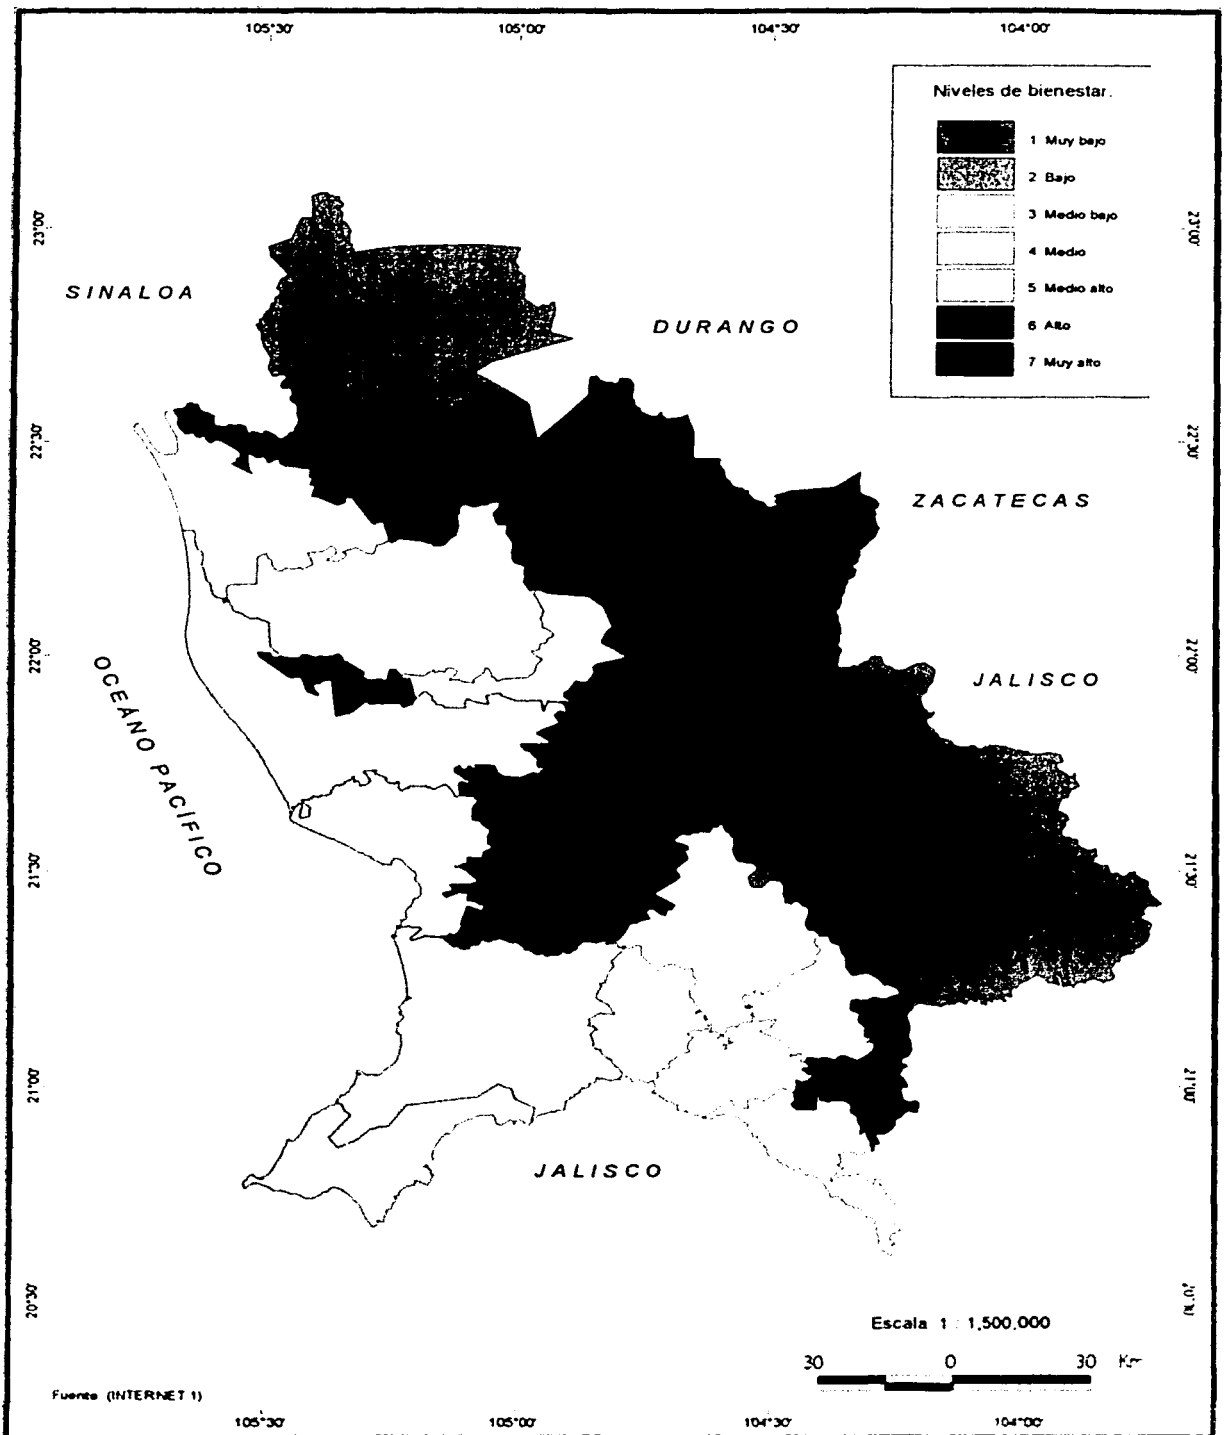 105°30' 105°00' 104°30' 104°00'
Niveles de bienestar.
1 Muy bajo
2 Bajo
3 Medio bajo
4 Medio
5 Medio alto
6 Alto
7 Muy alto
23°00' 23°00'
SINALOA
DURANGO
22°30' 22°30'
ZACATECAS
22°00' 22°00'
JALISCO
OCEÁNO PACÍFICO
21°30' 21°30'
21°00' 21°00'
JALISCO
20°30'
Escala 1 : 1,500,000
30 0 30 Km
Fuente (INTERNET 1)
105°30' 105°00' 104°30' 104°00'